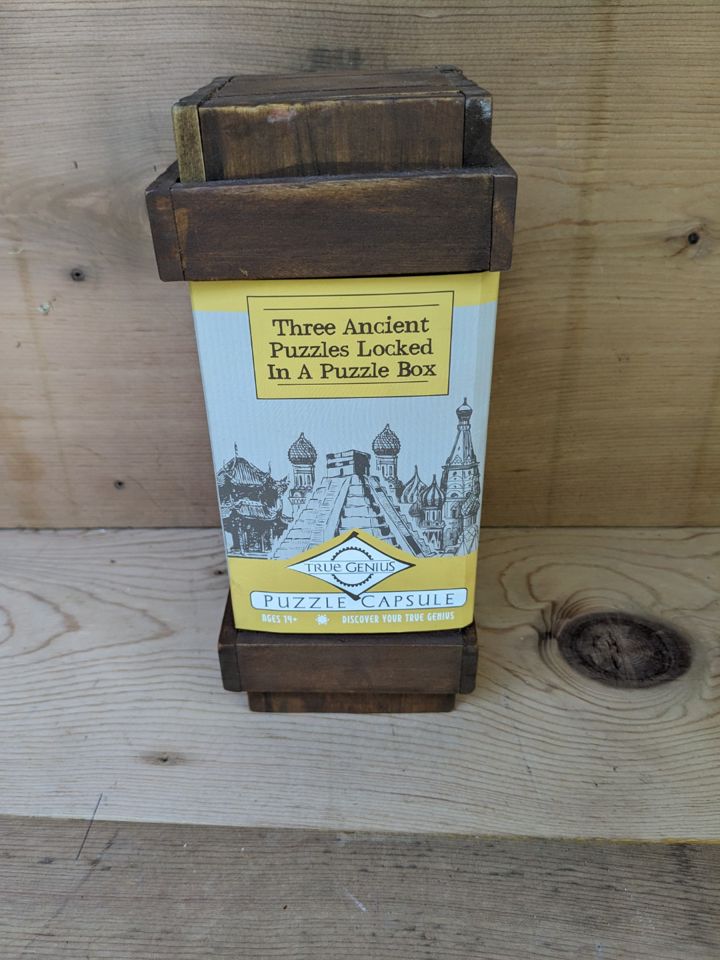 Three Ancient
Puzzles Locked
In A Puzzle Box
TRUE GENIUS
PUZZLE CAPSULE
AGES 14+ DISCOVER YOUR TRUE GENIUS